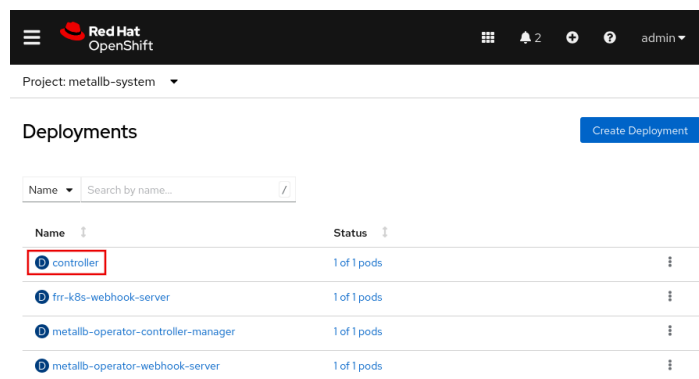 Red Hat
OpenShift
2
admin
Project: metallb-system
Deployments
Create Deployment
Name
Search by name...
/
Name
Status
D controller
1 of 1 pods
D frr-k8s-webhook-server
1 of 1 pods
D metallb-operator-controller-manager
1 of 1 pods
D metallb-operator-webhook-server
1 of 1 pods